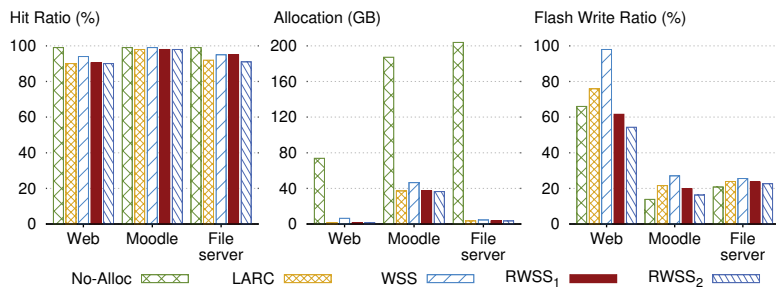 Hit Ratio (%)
100
80
60
40
20
0
Web Moodle File server
Allocation (GB)
200
160
120
80
40
0
Web Moodle File server
Flash Write Ratio (%)
100
80
60
40
20
0
Web Moodle File server
No-Alloc LARC WSS RWSS₁ RWSS₂